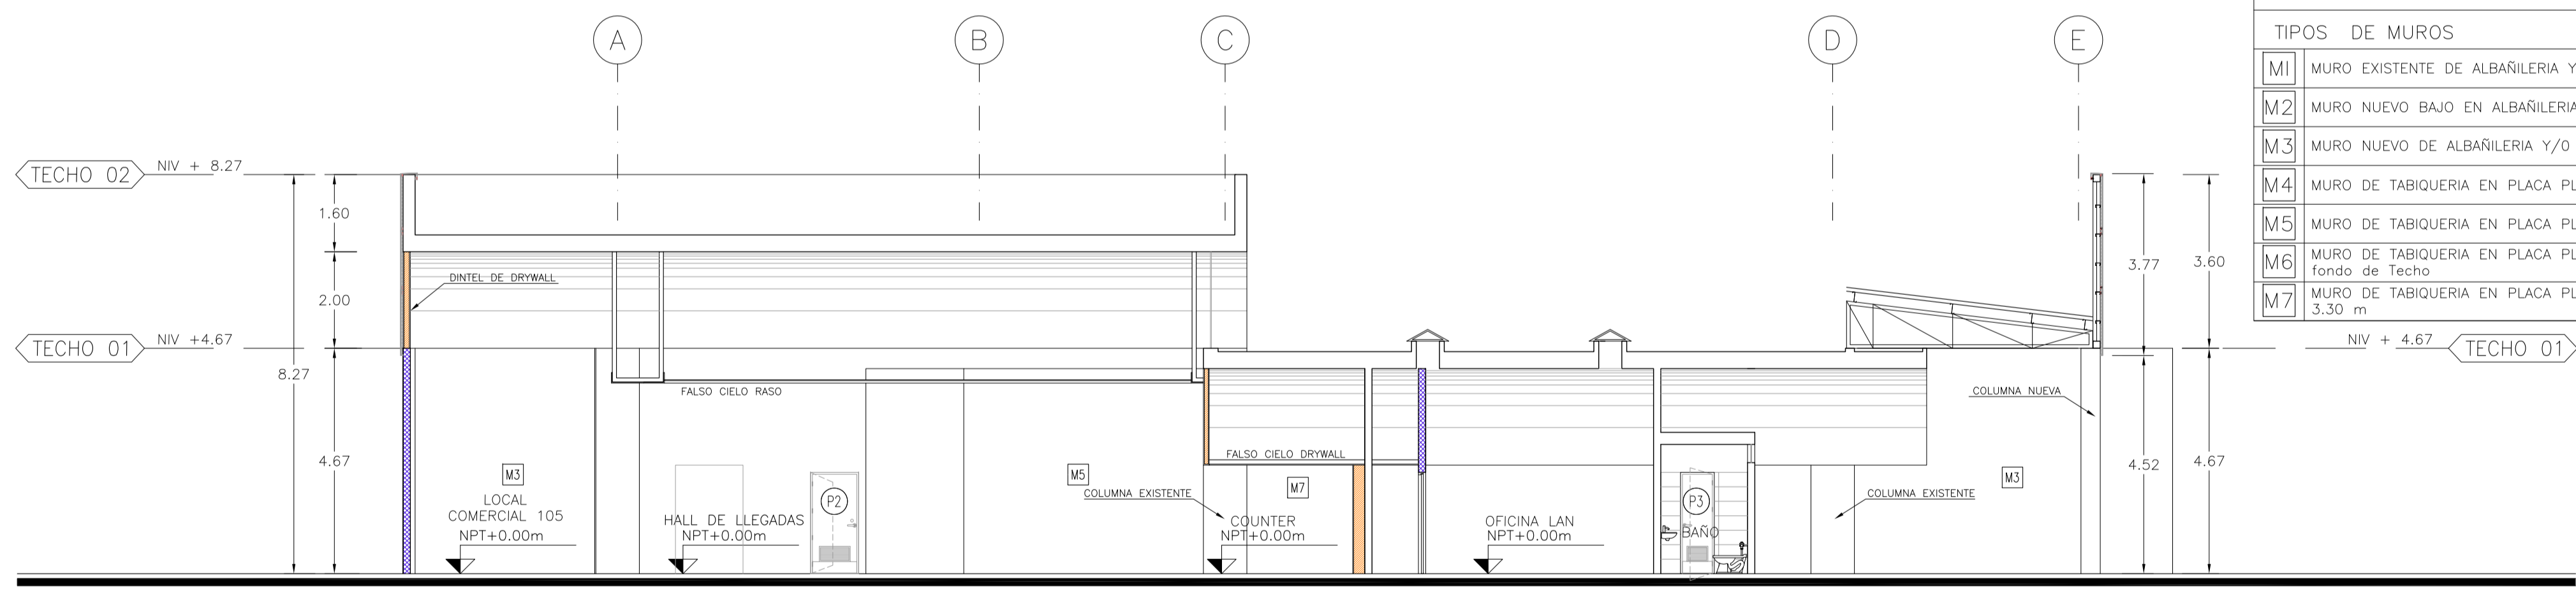 A
B
C
D
E
TIPOS DE MUROS
M1 MURO EXISTENTE DE ALBAÑILERIA Y
M2 MURO NUEVO BAJO EN ALBAÑILERIA
M3 MURO NUEVO DE ALBAÑILERIA Y/O
M4 MURO DE TABIQUERIA EN PLACA PL
M5 MURO DE TABIQUERIA EN PLACA PL
M6 MURO DE TABIQUERIA EN PLACA PL
fondo de Techo
M7 MURO DE TABIQUERIA EN PLACA PL
3.30 m
TECHO 02 NIV + 8.27
1.60
DINTEL DE DRYWALL
2.00
3.77
3.60
TECHO 01 NIV +4.67
NIV + 4.67 TECHO 01
8.27
FALSO CIELO RASO
COLUMNA NUEVA
4.67
FALSO CIELO DRYWALL
4.52
4.67
M3
M5
M7
M3
COLUMNA EXISTENTE
COLUMNA EXISTENTE
LOCAL
COMERCIAL 105
NPT+0.00m
HALL DE LLEGADAS
NPT+0.00m
P2
COUNTER
NPT+0.00m
OFICINA LAN
NPT+0.00m
P3
BAÑO